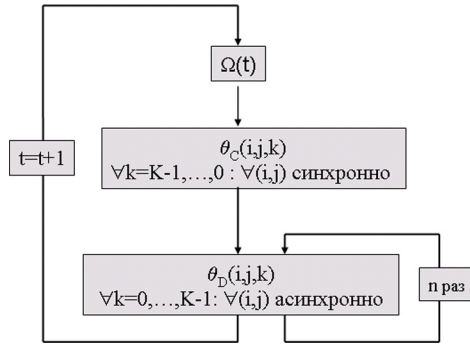 Ω(t)
t=t+1
θ_C(i,j,k)
∀k=K-1,…,0 : ∀(i,j) синхронно
θ_D(i,j,k)
∀k=0,…,K-1: ∀(i,j) асинхронно
n раз